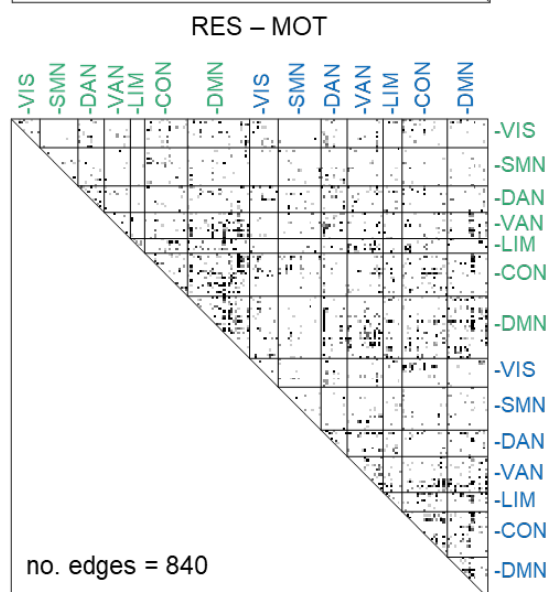 RES – MOT
-VIS
-SMN
-DAN
-VAN
-LIM
-CON
-DMN
-VIS
-SMN
-DAN
-VAN
-LIM
-CON
-DMN
-VIS
-SMN
-DAN
-VAN
-LIM
-CON
-DMN
-VIS
-SMN
-DAN
-VAN
-LIM
-CON
-DMN
no. edges = 840